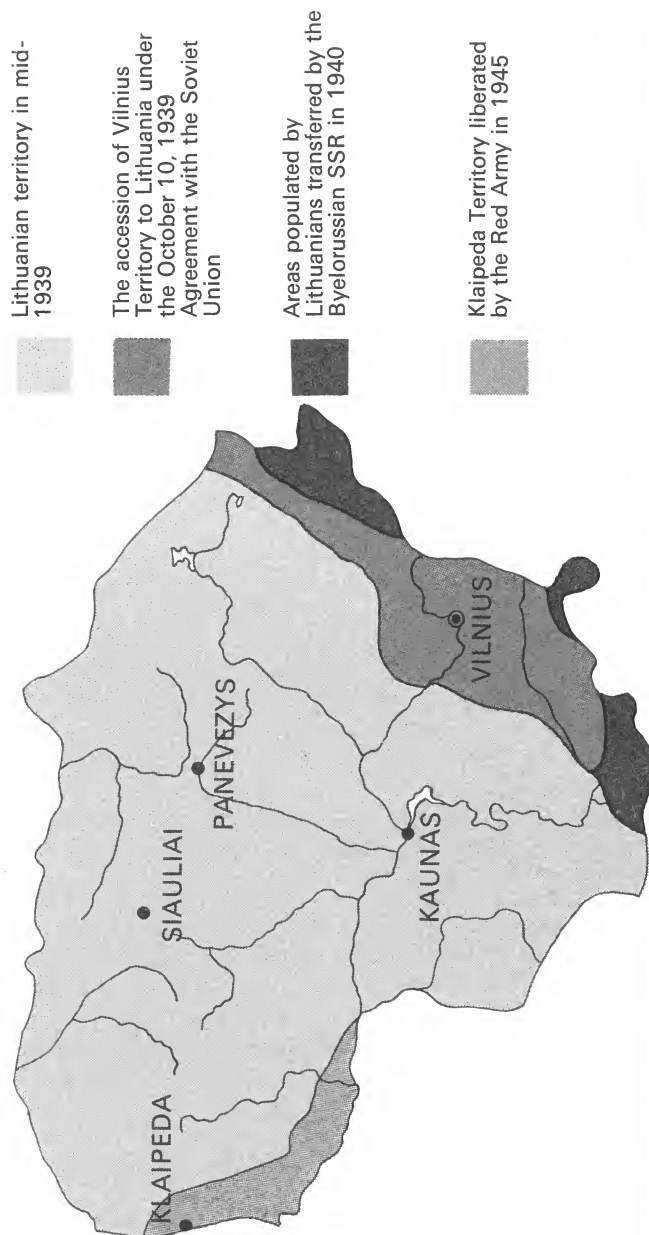 Lithuanian territory in mid-
1939
The accession of Vilnius
Territory to Lithuania under
the October 10, 1939
Agreement with the Soviet
Union
Areas populated by
Lithuanians transferred by the
Byelorussian SSR in 1940
Klaipeda Territory liberated
by the Red Army in 1945
KLAIPEDA
SIAULIAI
PANEVEZYS
KAUNAS
VILNIUS